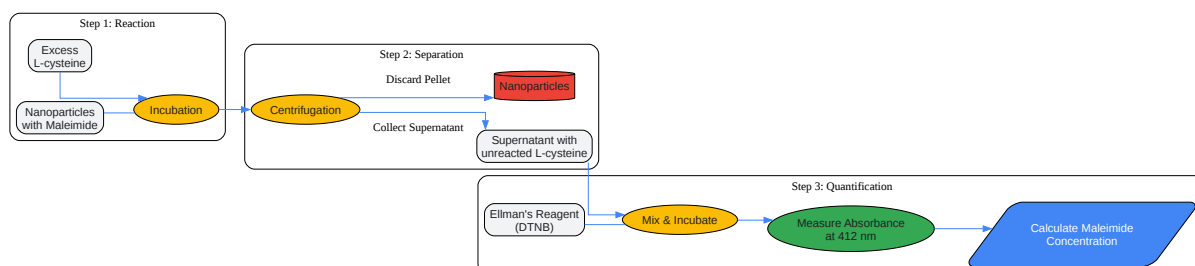 Step 1: Reaction
Excess
L-cysteine
Nanoparticles
with Maleimide
Incubation
Step 2: Separation
Centrifugation
Discard Pellet
Nanoparticles
Collect Supernatant
Supernatant with
unreacted L-cysteine
Step 3: Quantification
Ellman's Reagent
(DTNB)
Mix & Incubate
Measure Absorbance
at 412 nm
Calculate Maleimide
Concentration